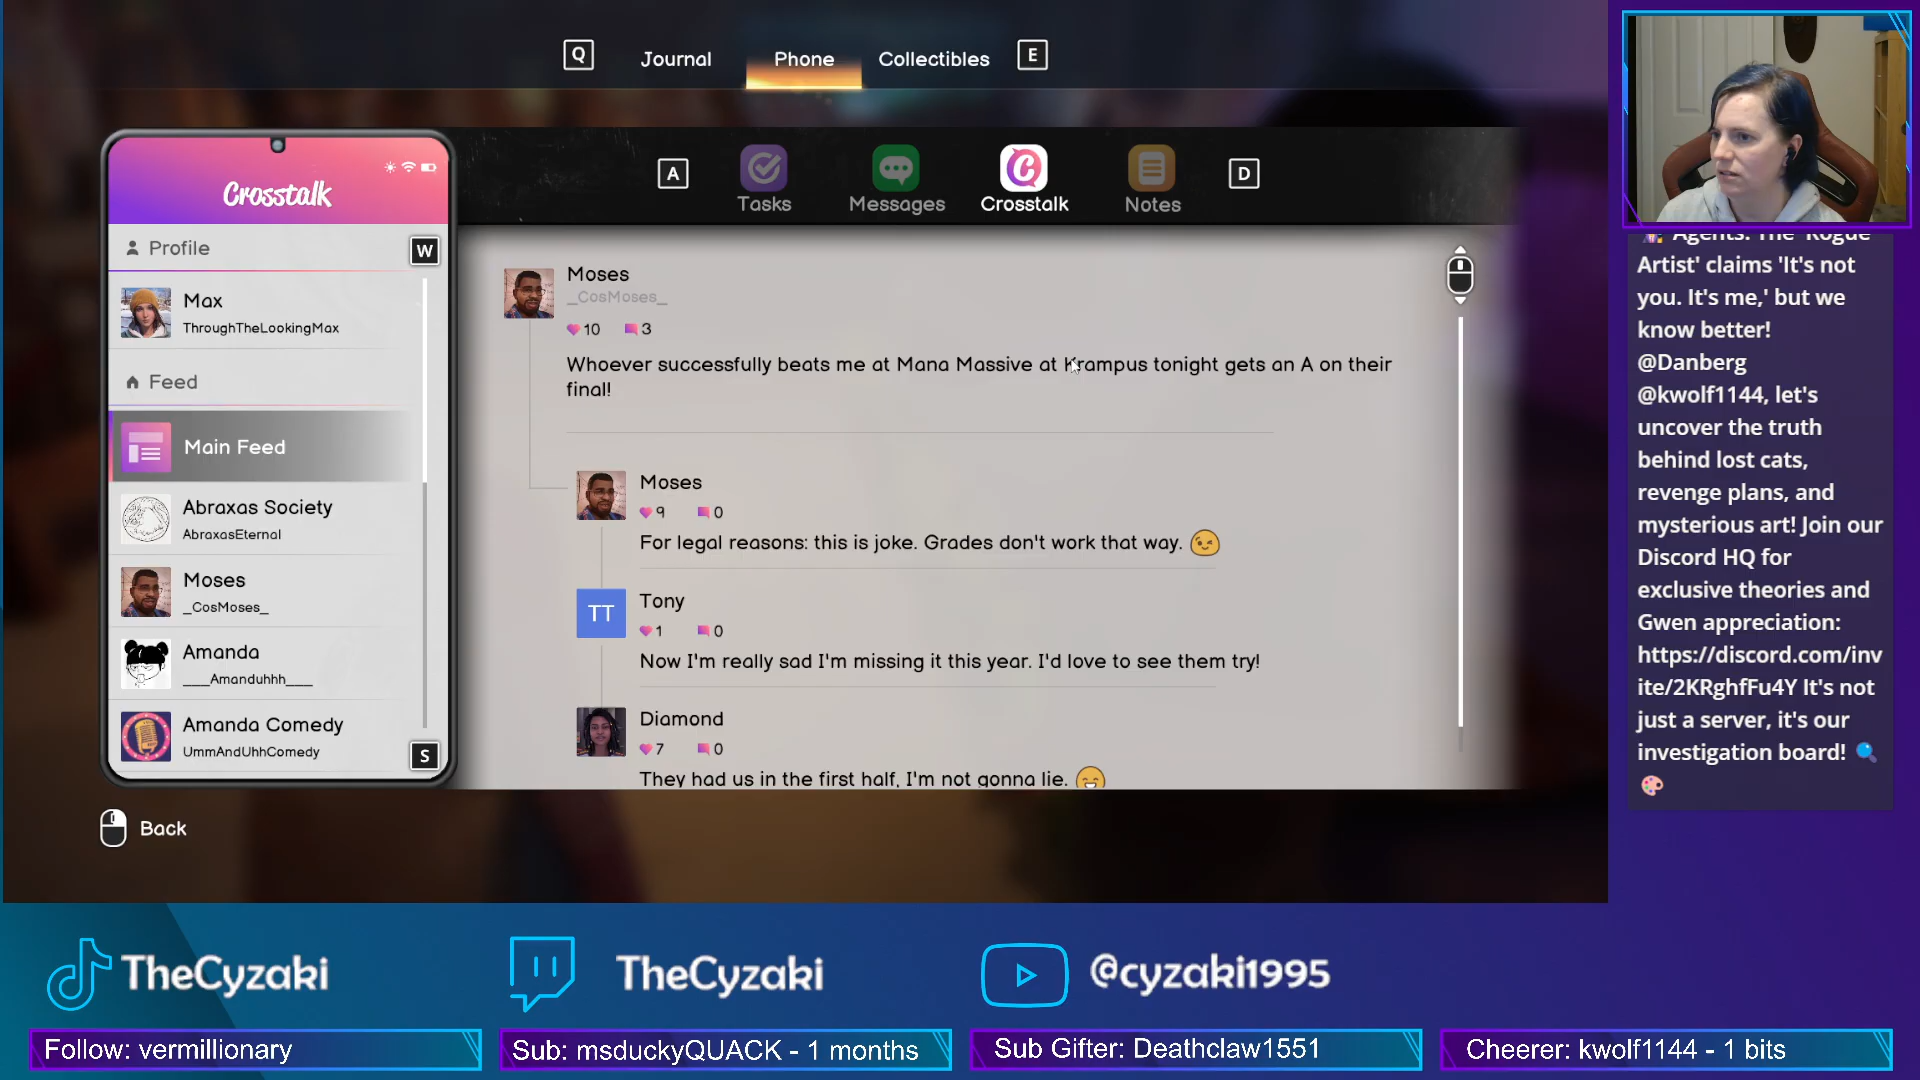 Q
Journal
Phone
Collectibles
E
A
Tasks
Messages
Crosstalk
Notes
D
Crosstalk
Profile
W
Max
ThroughTheLookingMax
Feed
Main Feed
Abraxas Society
AbraxasEternal
Moses
_CosMoses_
Amanda
___Amanduhhh___
Amanda Comedy
UmmAndUhhComedy
S
Back
Moses
_CosMoses_
10 3
Whoever successfully beats me at Mana Massive at Krampus tonight gets an A on their
final!
Moses
9 0
For legal reasons: this is joke. Grades don't work that way. 😉
TT
Tony
1 0
Now I'm really sad I'm missing it this year. I'd love to see them try!
Diamond
7 0
They had us in the first half, I'm not gonna lie. 😄
Agents: The 'Rogue
Artist' claims 'It's not
you. It's me,' but we
know better!
@Danberg
@kwolf1144, let's
uncover the truth
behind lost cats,
revenge plans, and
mysterious art! Join our
Discord HQ for
exclusive theories and
Gwen appreciation:
https://discord.com/inv
ite/2KRghfFu4Y It's not
just a server, it's our
investigation board! 🔍
🎨
TheCyzaki
TheCyzaki
@cyzaki1995
Follow: vermillionary
Sub: msduckyQUACK - 1 months
Sub Gifter: Deathclaw1551
Cheerer: kwolf1144 - 1 bits